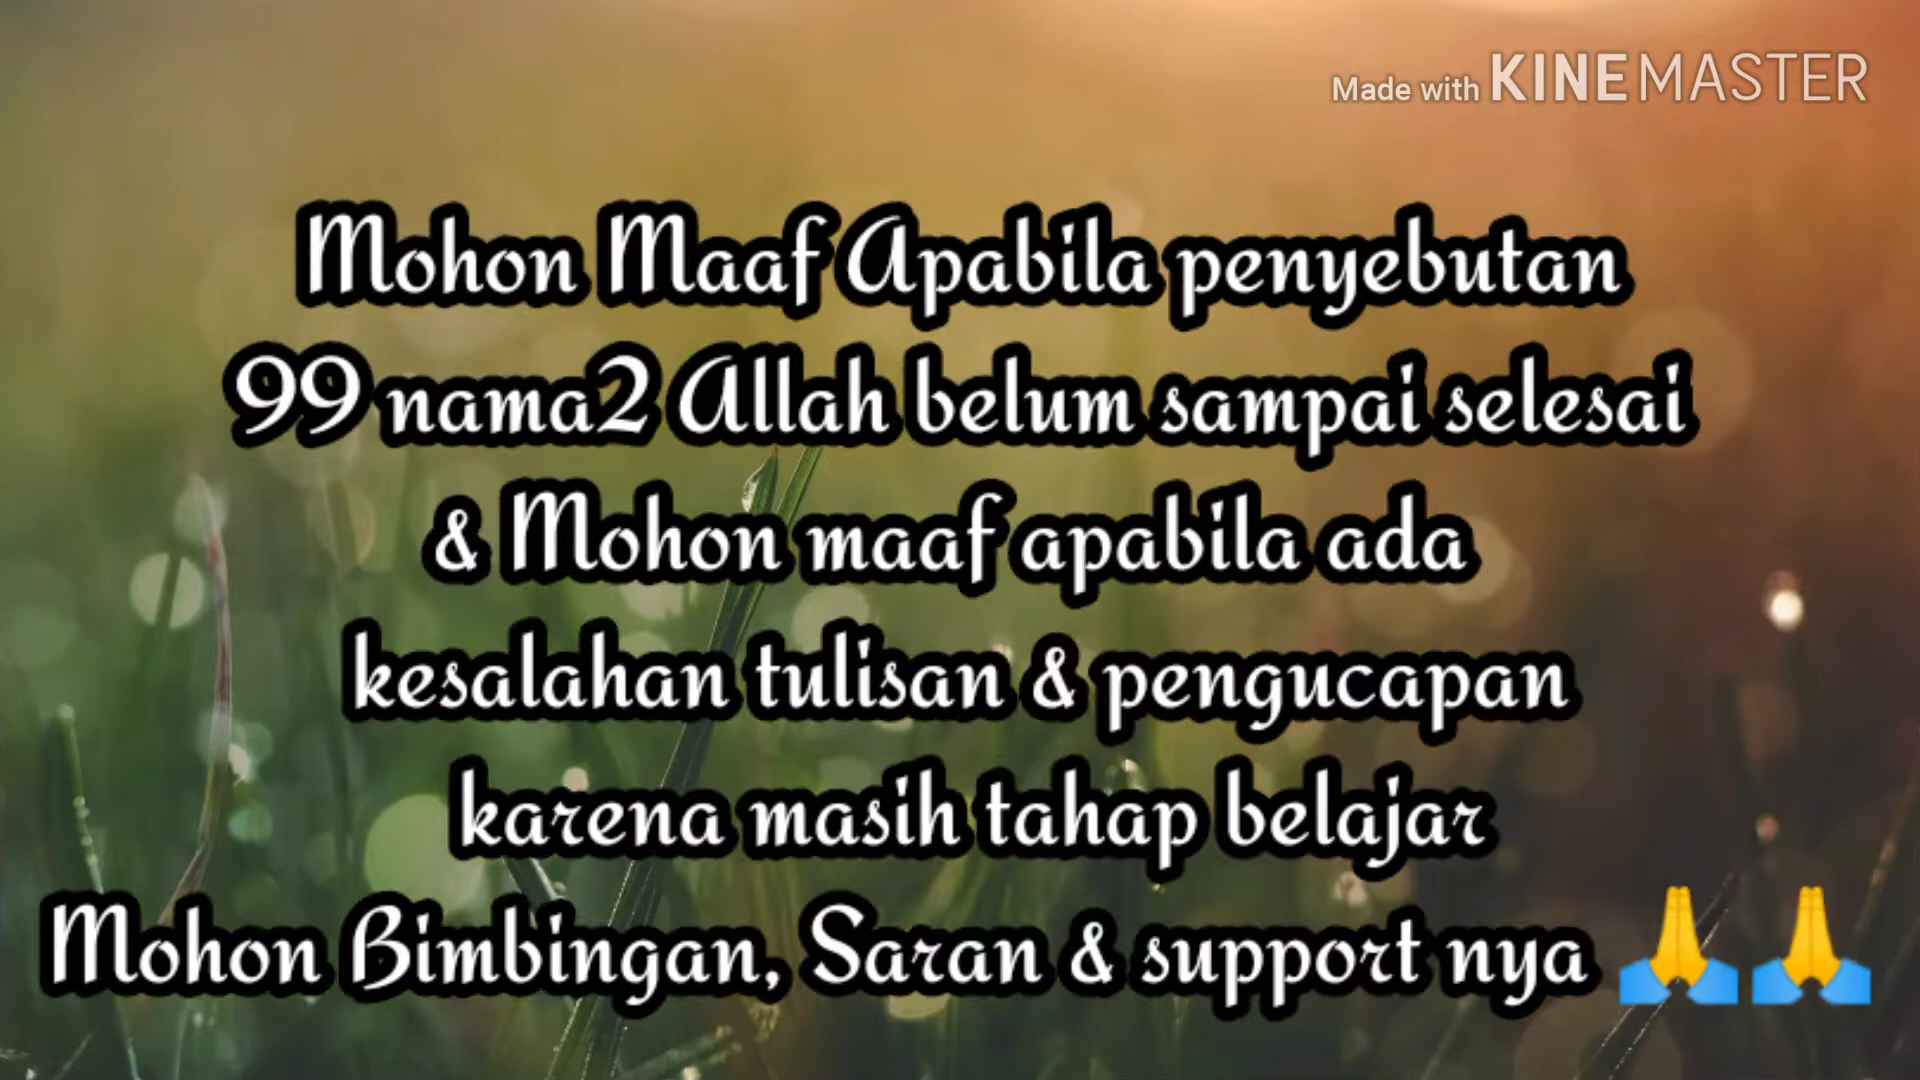 Made with KINEMASTER
Mohon Maaf Apabila penyebutan
99 nama2 Allah belum sampai selesai
& Mohon maaf apabila ada
kesalahan tulisan & pengucapan
karena masih tahap belajar
Mohon Bimbingan, Saran & support nya 🙏🙏